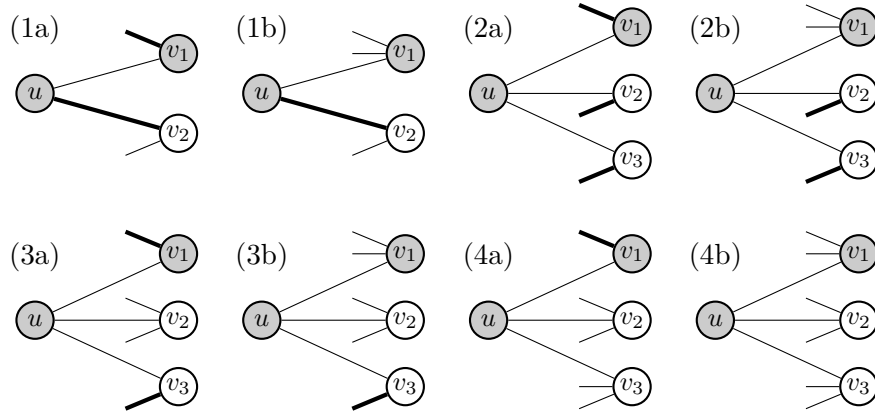 (1a) (1b) (2a) (2b)
v₁ v₁ v₁ v₁
u u u v₂ u v₂
v₂ v₂
v₃ v₃
(3a) (3b) (4a) (4b)
v₁ v₁ v₁ v₁
u v₂ u v₂ u v₂ u v₂
v₃ v₃ v₃ v₃